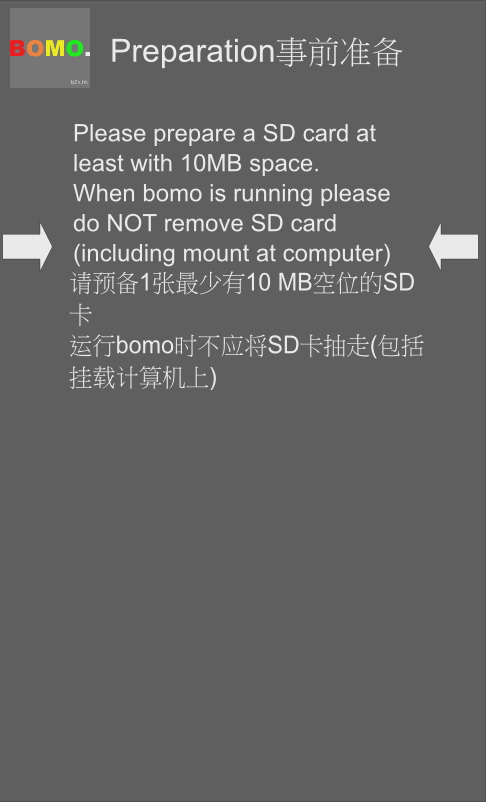 BOMO.
b2x.hk
Preparation事前准备
Please prepare a SD card at
least with 10MB space.
When bomo is running please
do NOT remove SD card
(including mount at computer)
请预备1张最少有10 MB空位的SD
卡
运行bomo时不应将SD卡抽走(包括
挂载计算机上)